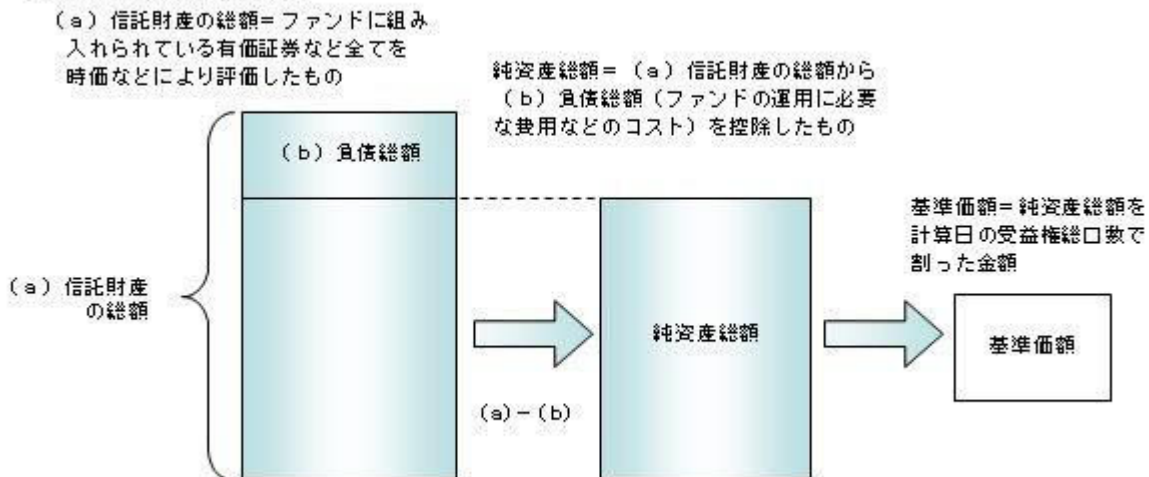 （a）信託財産の総額＝ファンドに組み
入れられている有価証券など全てを
時価などにより評価したもの
純資産総額＝（a）信託財産の総額から
（b）負債総額（ファンドの運用に必要
な費用などのコスト）を控除したもの
（b）負債総額
基準価額＝純資産総額を
計算日の受益権総口数で
割った金額
（a）信託財産
の総額
純資産総額
基準価額
（a）－（b）